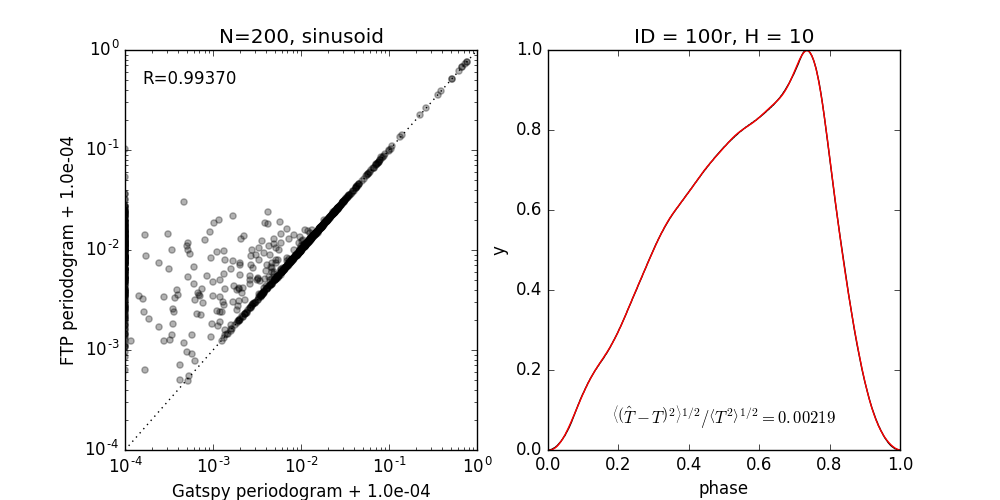 N=200, sinusoid
R=0.99370
FTP periodogram + 1.0e-04
10^0
10^-1
10^-2
10^-3
10^-4
10^-4 10^-3 10^-2 10^-1 10^0
Gatspy periodogram + 1.0e-04
ID = 100r, H = 10
y
1.0
0.8
0.6
0.4
0.2
0.0
⟨(T̂ − T)^2⟩^1/2/⟨T^2⟩^1/2 = 0.00219
0.0 0.2 0.4 0.6 0.8 1.0
phase